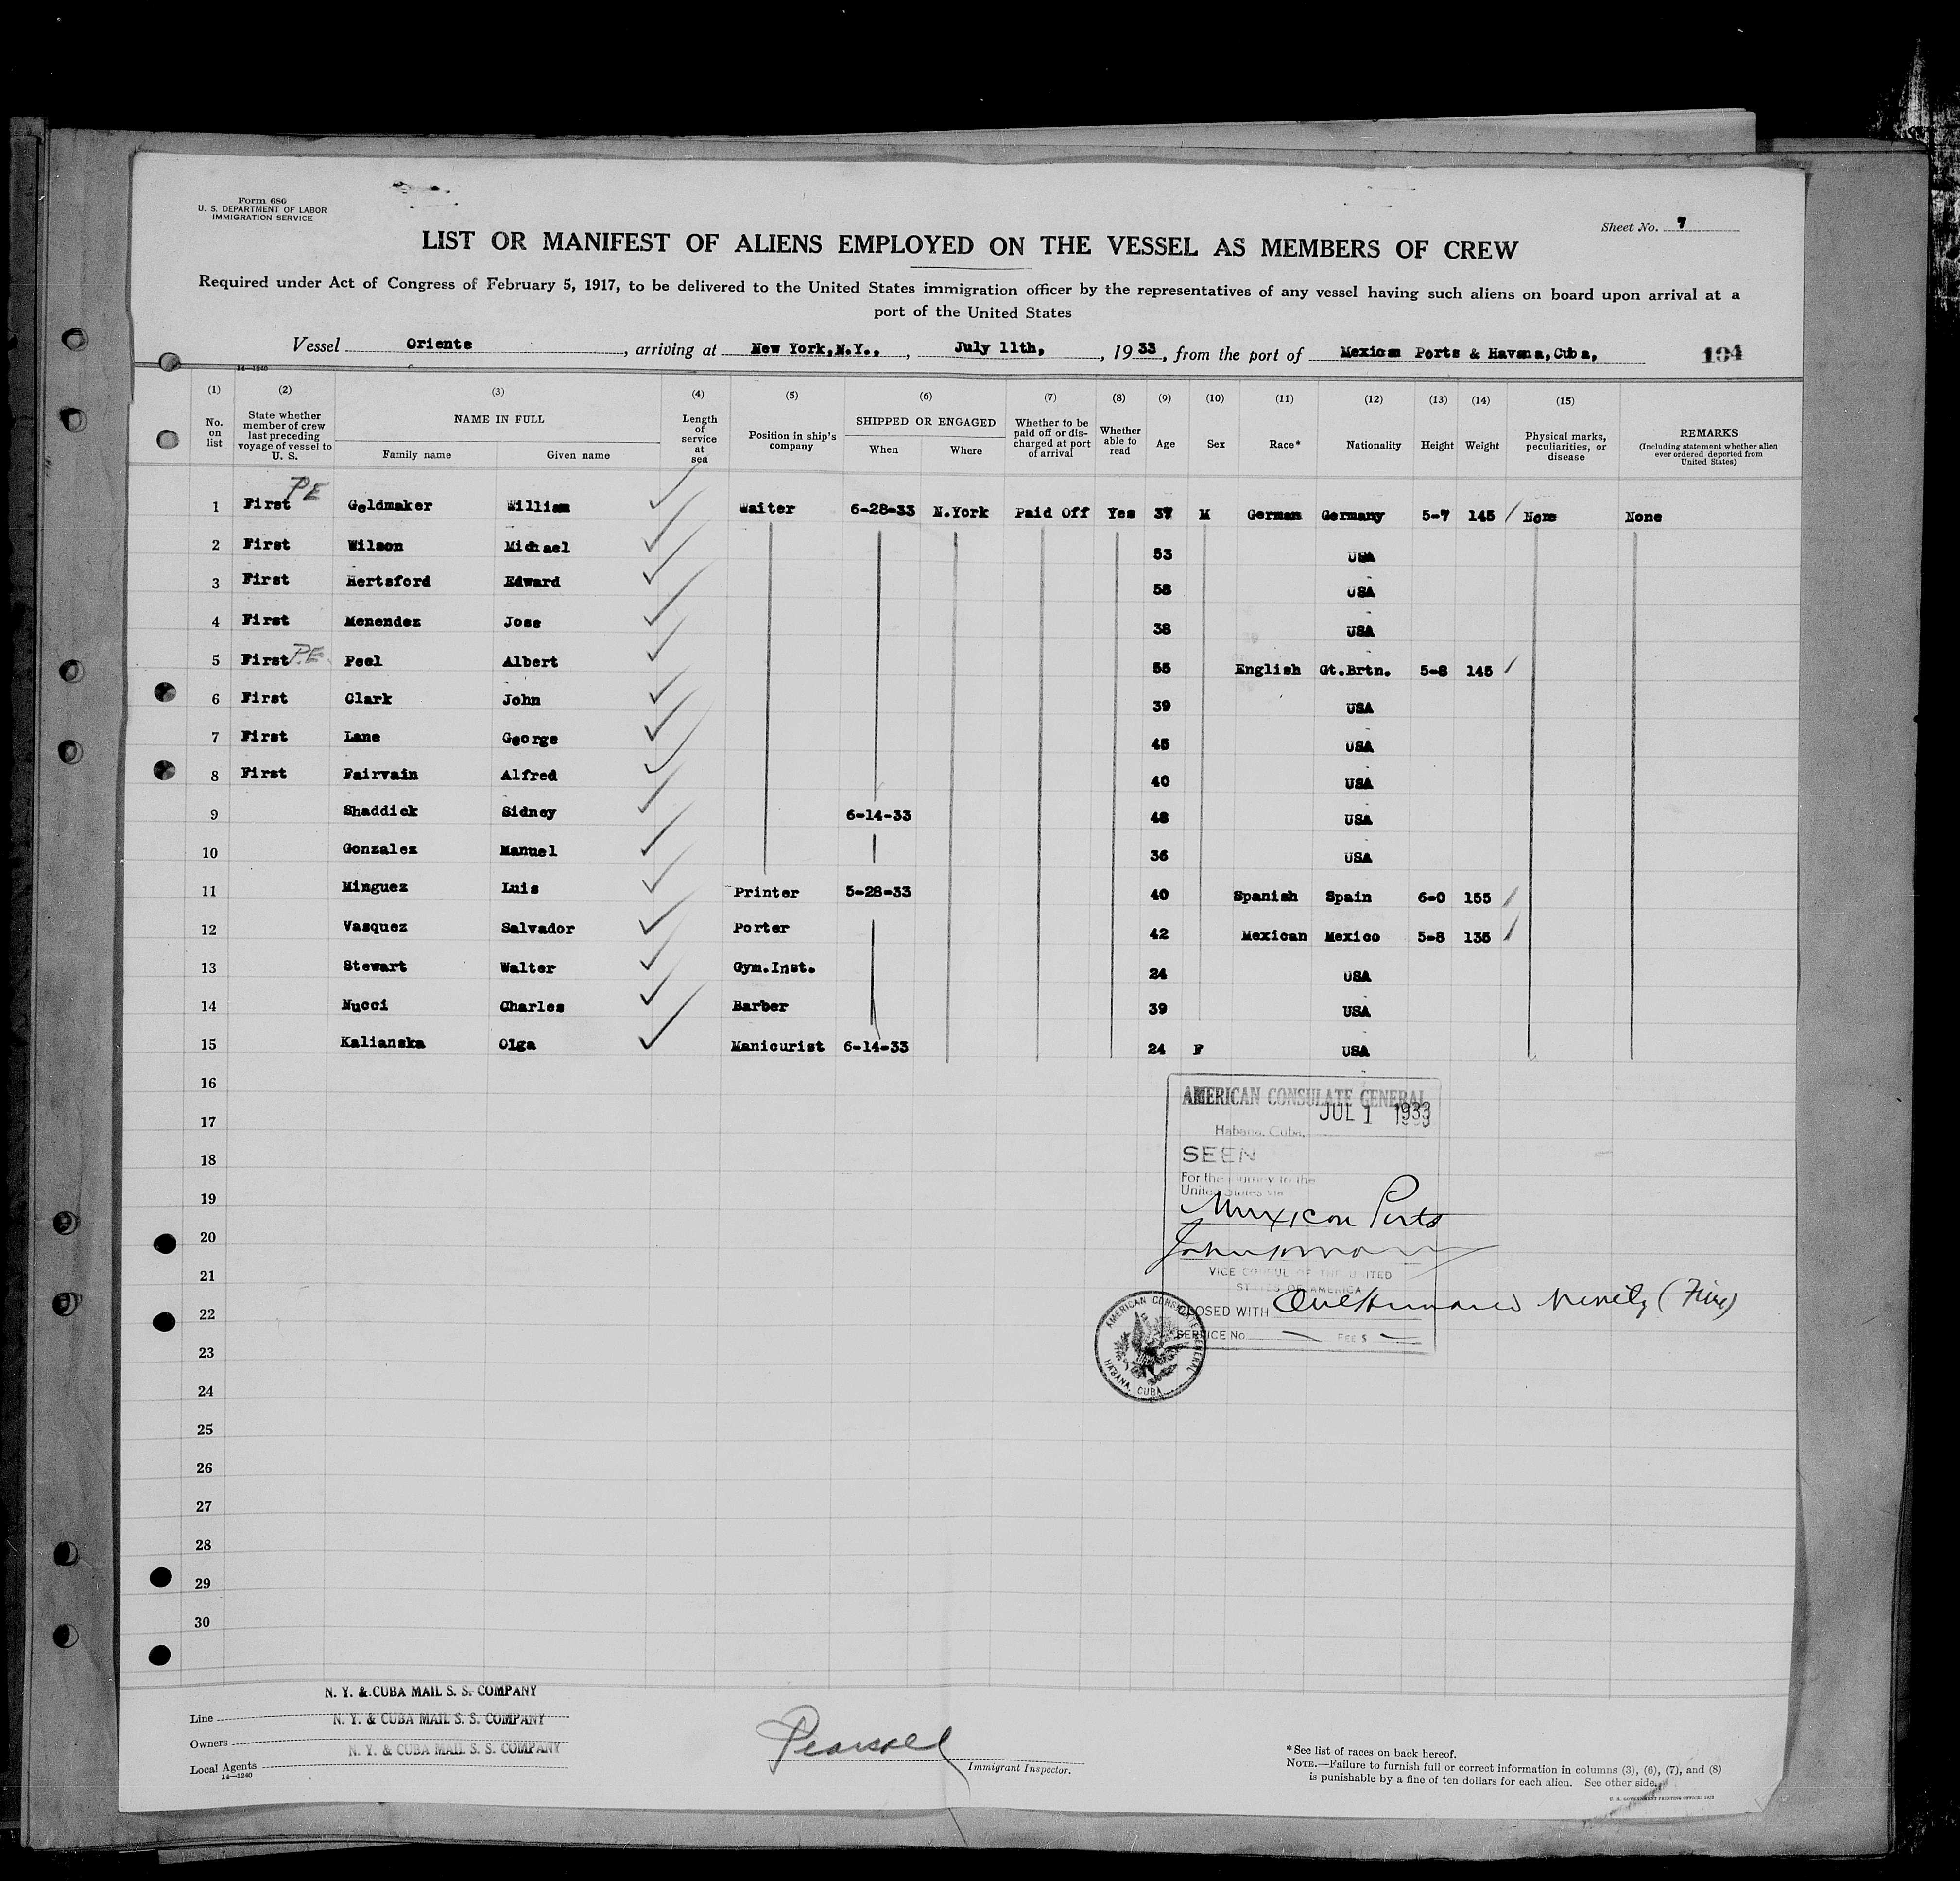 Form 680
U. S. DEPARTMENT OF LABOR
IMMIGRATION SERVICE
Sheet No. 7
LIST OR MANIFEST OF ALIENS EMPLOYED ON THE VESSEL AS MEMBERS OF CREW
Required under Act of Congress of February 5, 1917, to be delivered to the United States immigration officer by the representatives of any vessel having such aliens on board upon arrival at a
port of the United States
Vessel Oriente, arriving at New York,N.Y., , July 11th, , 1933, from the port of Mexican Ports & Havana,Cuba, 104
14—1240
(1) (2) (3) (4) (5) (6) (7) (8) (9) (10) (11) (12) (13) (14) (15)
No. on list
State whether member of crew last preceding voyage of vessel to U. S.
NAME IN FULL
Family name Given name
Length of service at sea
Position in ship's company
SHIPPED OR ENGAGED
When Where
Whether to be paid off or discharged at port of arrival
Whether able to read
Age Sex Race* Nationality Height Weight
Physical marks, peculiarities, or disease
REMARKS
(Including statement whether alien ever ordered deported from United States)
1 First PE Goldmaker William Waiter 6-28-33 N.York Paid Off Yes 37 M German Germany 5-7 145 None None
2 First Wilson Michael 53 USA
3 First Hertsford Edward 58 USA
4 First Menendez Jose 38 USA
5 First P.E. Peel Albert 55 English Gt.Brtn. 5-8 145
6 First Clark John 39 USA
7 First Lane George 45 USA
8 First Fairvain Alfred 40 USA
9 Shaddick Sidney 6-14-33 48 USA
10 Gonzalez Manuel 36 USA
11 Minguez Luis Printer 5-28-33 40 Spanish Spain 6-0 155
12 Vasquez Salvador Porter 42 Mexican Mexico 5-8 135
13 Stewart Walter Gym.Inst. 24 USA
14 Nucci Charles Barber 39 USA
15 Kalianska Olga Manicurist 6-14-33 24 F USA
16
17
18
19
20
21
22
23
24
25
26
27
28
29
30
AMERICAN CONSULATE GENERAL
JUL 1 1933
Habana, Cuba,
SEEN
For the journey to the
United States via
Mexican Ports
VICE CONSUL OF THE UNITED
STATES OF AMERICA
CLOSED WITH One Hundred Ninety (Five)
SERVICE No. FEE $
AMERICAN CONSULATE GENERAL
HABANA, CUBA
N. Y. & CUBA MAIL S. S. COMPANY
Line N. Y. & CUBA MAIL S. S. COMPANY
Owners N. Y. & CUBA MAIL S. S. COMPANY
Local Agents
14—1240
Pearsall
Immigrant Inspector.
* See list of races on back hereof.
NOTE.—Failure to furnish full or correct information in columns (3), (6), (7), and (8)
is punishable by a fine of ten dollars for each alien. See other side.
U. S. GOVERNMENT PRINTING OFFICE: 1932